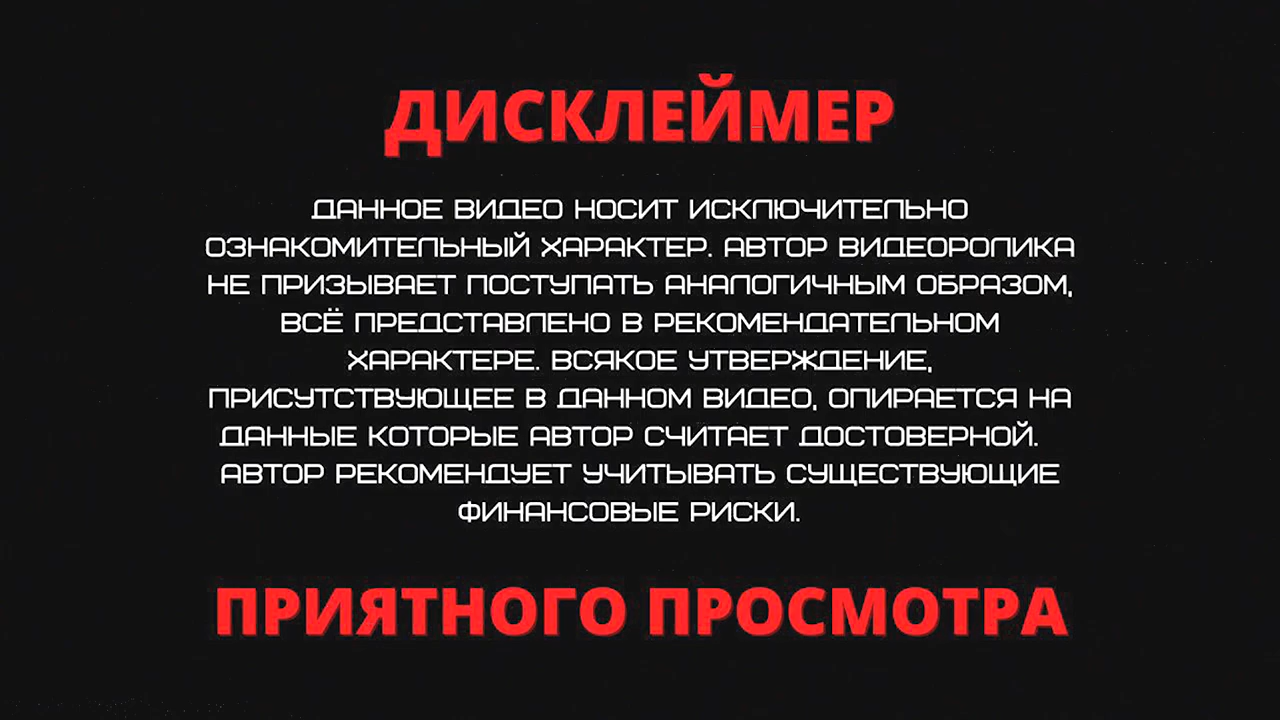 ДИСКЛЕЙМЕР
ДАННОЕ ВИДЕО НОСИТ ИСКЛЮЧИТЕЛЬНО
ОЗНАКОМИТЕЛЬНЫЙ ХАРАКТЕР. АВТОР ВИДЕОРОЛИКА
НЕ ПРИЗЫВАЕТ ПОСТУПАТЬ АНАЛОГИЧНЫМ ОБРАЗОМ,
ВСЁ ПРЕДСТАВЛЕНО В РЕКОМЕНДАТЕЛЬНОМ
ХАРАКТЕРЕ. ВСЯКОЕ УТВЕРЖДЕНИЕ,
ПРИСУТСТВУЮЩЕЕ В ДАННОМ ВИДЕО, ОПИРАЕТСЯ НА
ДАННЫЕ КОТОРЫЕ АВТОР СЧИТАЕТ ДОСТОВЕРНОЙ.
АВТОР РЕКОМЕНДУЕТ УЧИТЫВАТЬ СУЩЕСТВУЮЩИЕ
ФИНАНСОВЫЕ РИСКИ.
ПРИЯТНОГО ПРОСМОТРА